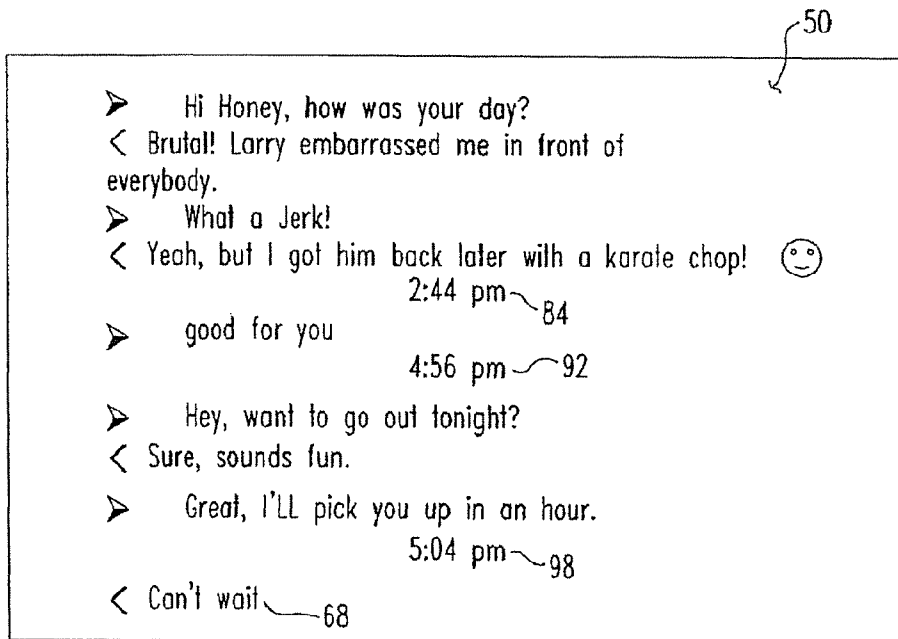 50
➢ Hi Honey, how was your day?
< Brutal! Larry embarrassed me in front of
everybody.
➢ What a Jerk!
< Yeah, but I got him back later with a karate chop!
2:44 pm 84
➢ good for you
4:56 pm 92
➢ Hey, want to go out tonight?
< Sure, sounds fun.
➢ Great, I'LL pick you up in an hour.
5:04 pm 98
< Can't wait 68